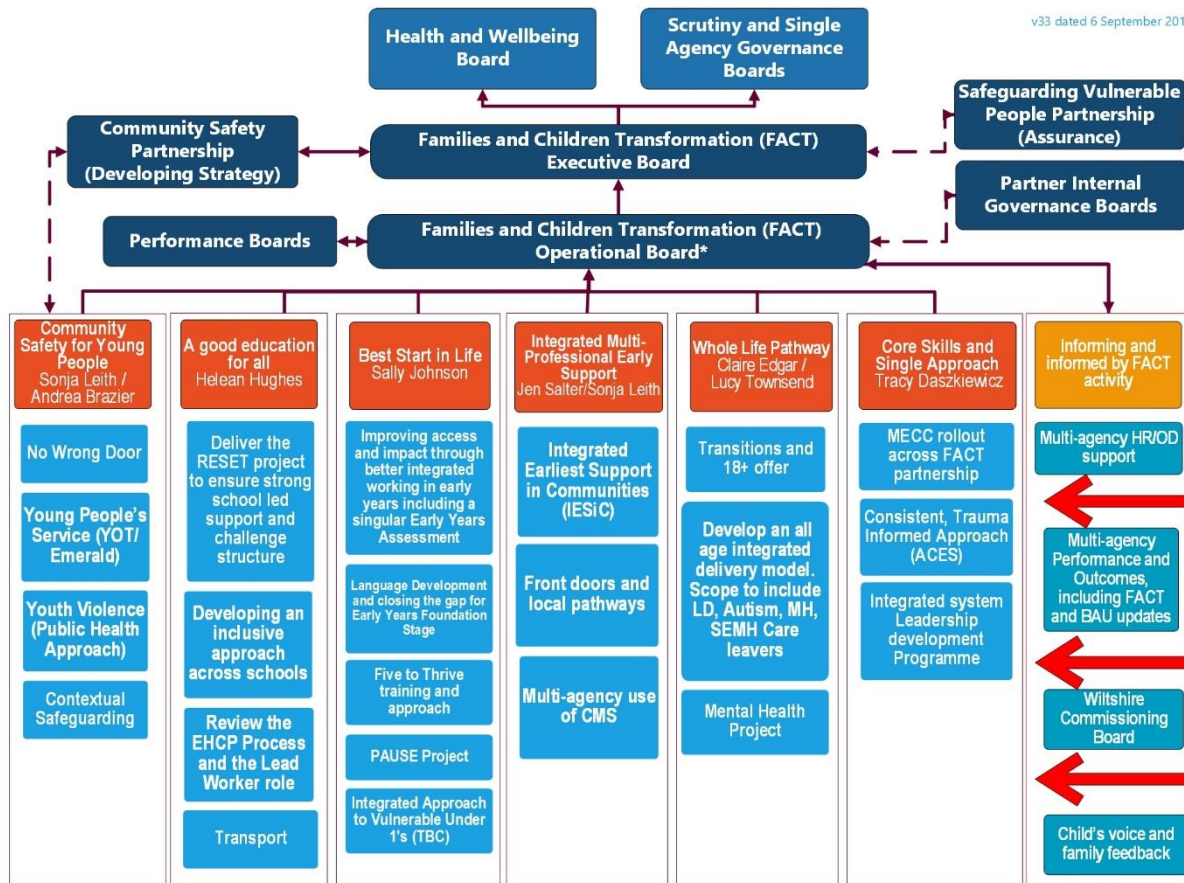 v33 dated 6 September 201
Health and Wellbeing
Board
Scrutiny and Single
Agency Governance
Boards
Safeguarding Vulnerable
People Partnership
(Assurance)
Community Safety
Partnership
(Developing Strategy)
Families and Children Transformation (FACT)
Executive Board
Partner Internal
Governance Boards
Performance Boards
Families and Children Transformation (FACT)
Operational Board*
Community
Safety for Young
People
Sonja Leith /
Andrea Brazier
No Wrong Door
Young People's
Service (YOT/
Emerald)
Youth Violence
(Public Health
Approach)
Contextual
Safeguarding
A good education
for all
Helean Hughes
Deliver the
RESET project
to ensure strong
school led
support and
challenge
structure
Developing an
inclusive
approach across
schools
Review the
EHCP Process
and the Lead
Worker role
Transport
Best Start in Life
Sally Johnson
Improving access
and impact through
better integrated
working in early
years including a
singular Early Years
Assessment
Language Development
and closing the gap for
Early Years Foundation
Stage
Five to Thrive
training and
approach
PAUSE Project
Integrated Approach
to Vulnerable Under
1's (TBC)
Integrated Multi-
Professional Early
Support
Jen Salter/Sonja Leith
Integrated
Earliest Support
in Communities
(IESiC)
Front doors and
local pathways
Multi-agency use
of CMS
Whole Life Pathway
Claire Edgar /
Lucy Townsend
Transitions and
18+ offer
Develop an all
age integrated
delivery model.
Scope to include
LD, Autism, MH,
SEMH Care
leavers
Mental Health
Project
Core Skills and
Single Approach
Tracy Daszkiewicz
MECC rollout
across FACT
partnership
Consistent, Trauma
Informed Approach
(ACES)
Integrated system
Leadership
development
Programme
Informing and
informed by FACT
activity
Multi-agency HR/OD
support
Multi-agency
Performance and
Outcomes,
including FACT
and BAU updates
Wiltshire
Commissioning
Board
Child's voice and
family feedback